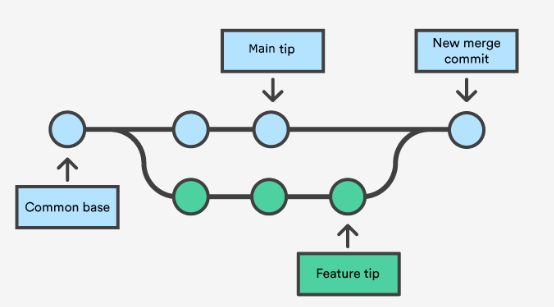 Main tip
New merge
commit
Common base
Feature tip